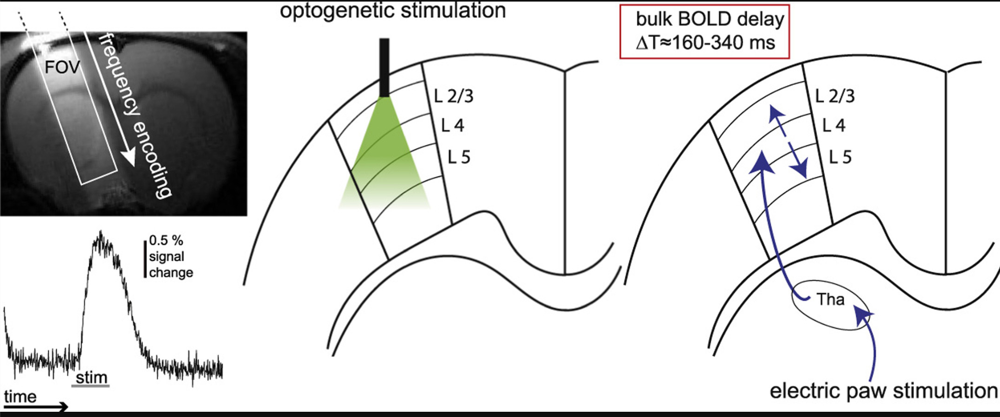 optogenetic stimulation
bulk BOLD delay
ΔT≈160-340 ms
FOV
frequency encoding
L 2/3
L 4
L 5
L 2/3
L 4
L 5
0.5 %
signal
change
stim
time
Tha
electric paw stimulation